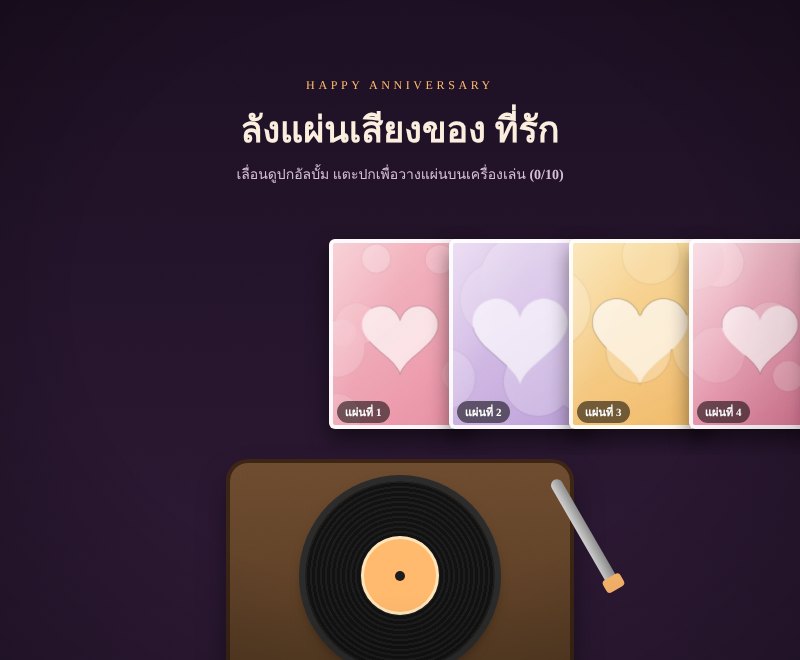 HAPPY ANNIVERSARY
ลังแผ่นเสียงของ ที่รัก
เลื่อนดูปกอัลบั้ม แตะปกเพื่อวางแผ่นบนเครื่องเล่น (0/10)
แผ่นที่ 1
แผ่นที่ 2
แผ่นที่ 3
แผ่นที่ 4